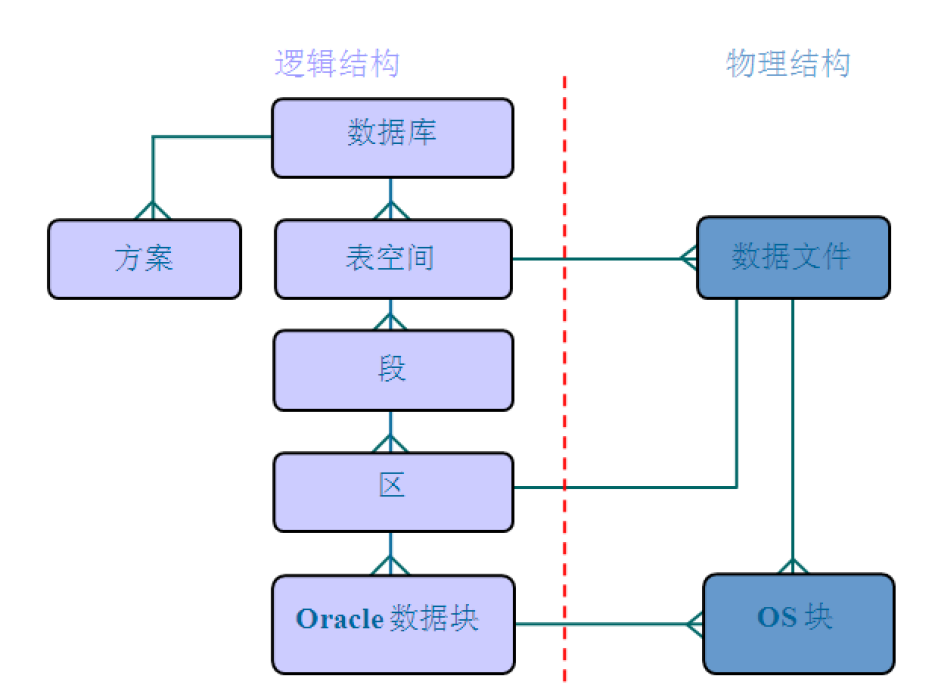 逻辑结构
物理结构
数据库
方案
表空间
数据文件
段
区
Oracle 数据块
OS 块